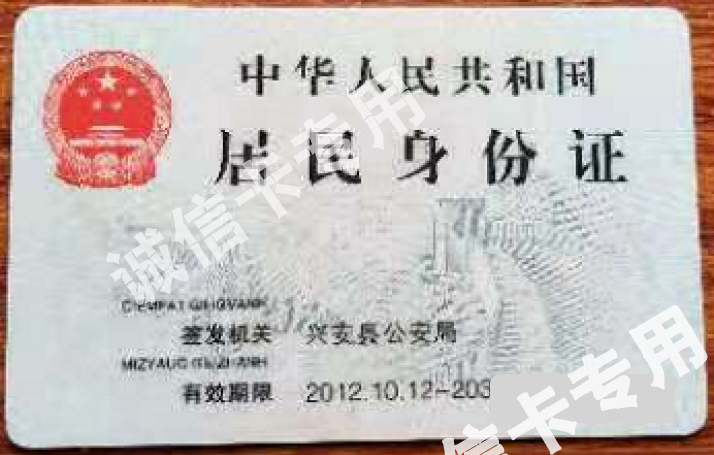 中华人民共和国
居民身份证
诚信卡专用
签发机关 兴安县公安局
有效期限 2012.10.12-203
信卡专用